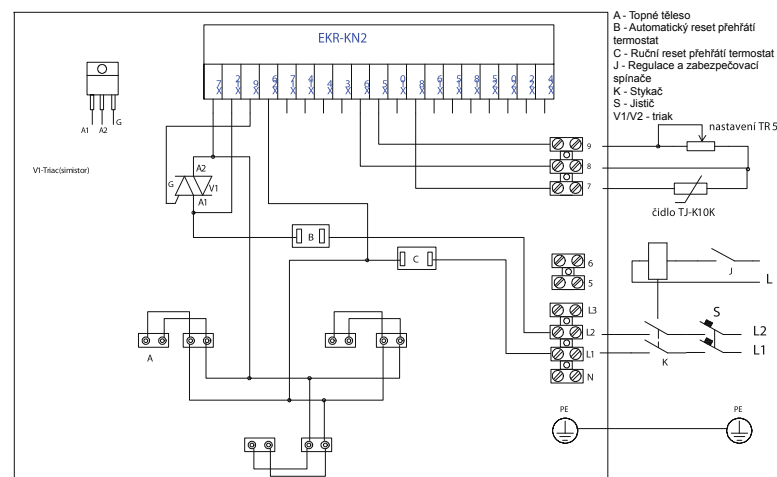 EKR-KN2
A - Topné těleso
B - Automatický reset přehřátí
termostat
C - Ruční reset přehřátí termostat
J - Regulace a zabezpečovací
spínače
K - Stykač
S - Jistič
V1/V2 - triak
A1 A2 G
V1-Triac(simistor)
A2
G
V1
A1
B
C
A
9
8
7
6
5
L3
L2
L1
N
nastavení TR 5
čidlo TJ-K10K
J
L
S
L2
L1
K
PE
PE